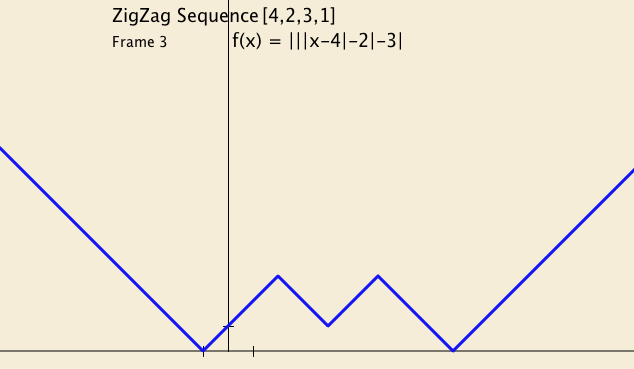 ZigZag Sequence [4,2,3,1]
Frame 3
f(x) = |||x−4|−2|−3|